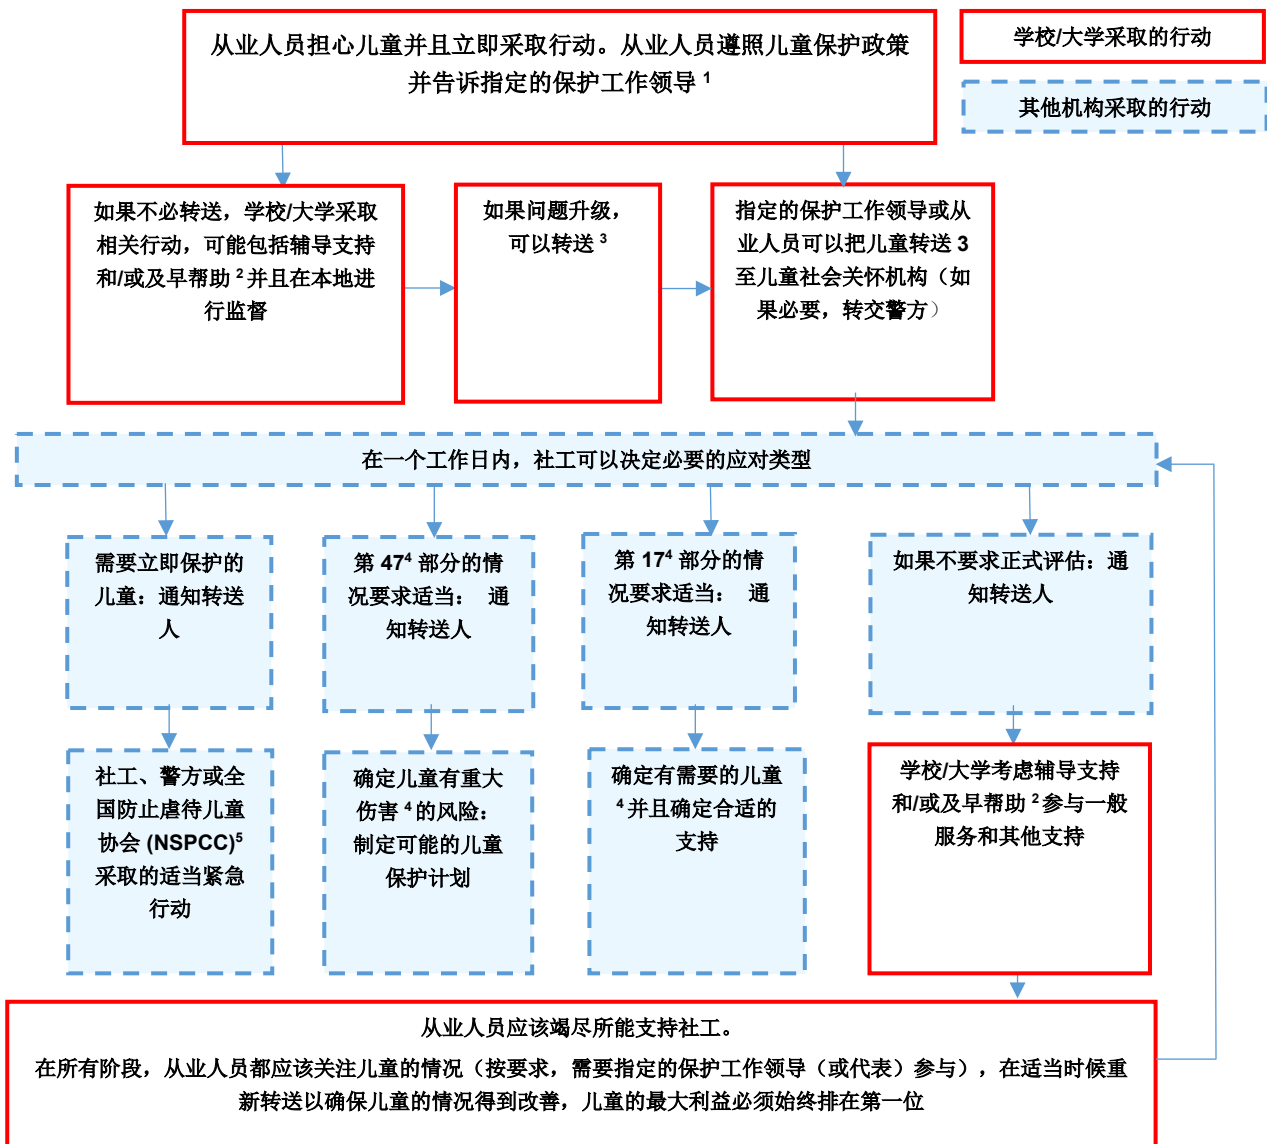 从业人员担心儿童并且立即采取行动。从业人员遵照儿童保护政策
并告诉指定的保护工作领导 ¹
学校/大学采取的行动
其他机构采取的行动
如果不必转送，学校/大学采取
相关行动，可能包括辅导支持
和/或及早帮助 ² 并且在本地进
行监督
如果问题升级，
可以转送 ³
指定的保护工作领导或从
业人员可以把儿童转送 3
至儿童社会关怀机构（如
果必要，转交警方）
在一个工作日内，社工可以决定必要的应对类型
需要立即保护的
儿童：通知转送
人
第 47⁴ 部分的情
况要求适当： 通
知转送人
第 17⁴ 部分的情
况要求适当： 通
知转送人
如果不要求正式评估：通
知转送人
社工、警方或全
国防止虐待儿童
协会 (NSPCC)⁵
采取的适当紧急
行动
确定儿童有重大
伤害 ⁴ 的风险：
制定可能的儿童
保护计划
确定有需要的儿童
⁴ 并且确定合适的
支持
学校/大学考虑辅导支持
和/或及早帮助 ² 参与一般
服务和其他支持
从业人员应该竭尽所能支持社工。
在所有阶段，从业人员都应该关注儿童的情况（按要求，需要指定的保护工作领导（或代表）参与），在适当时候重
新转送以确保儿童的情况得到改善，儿童的最大利益必须始终排在第一位